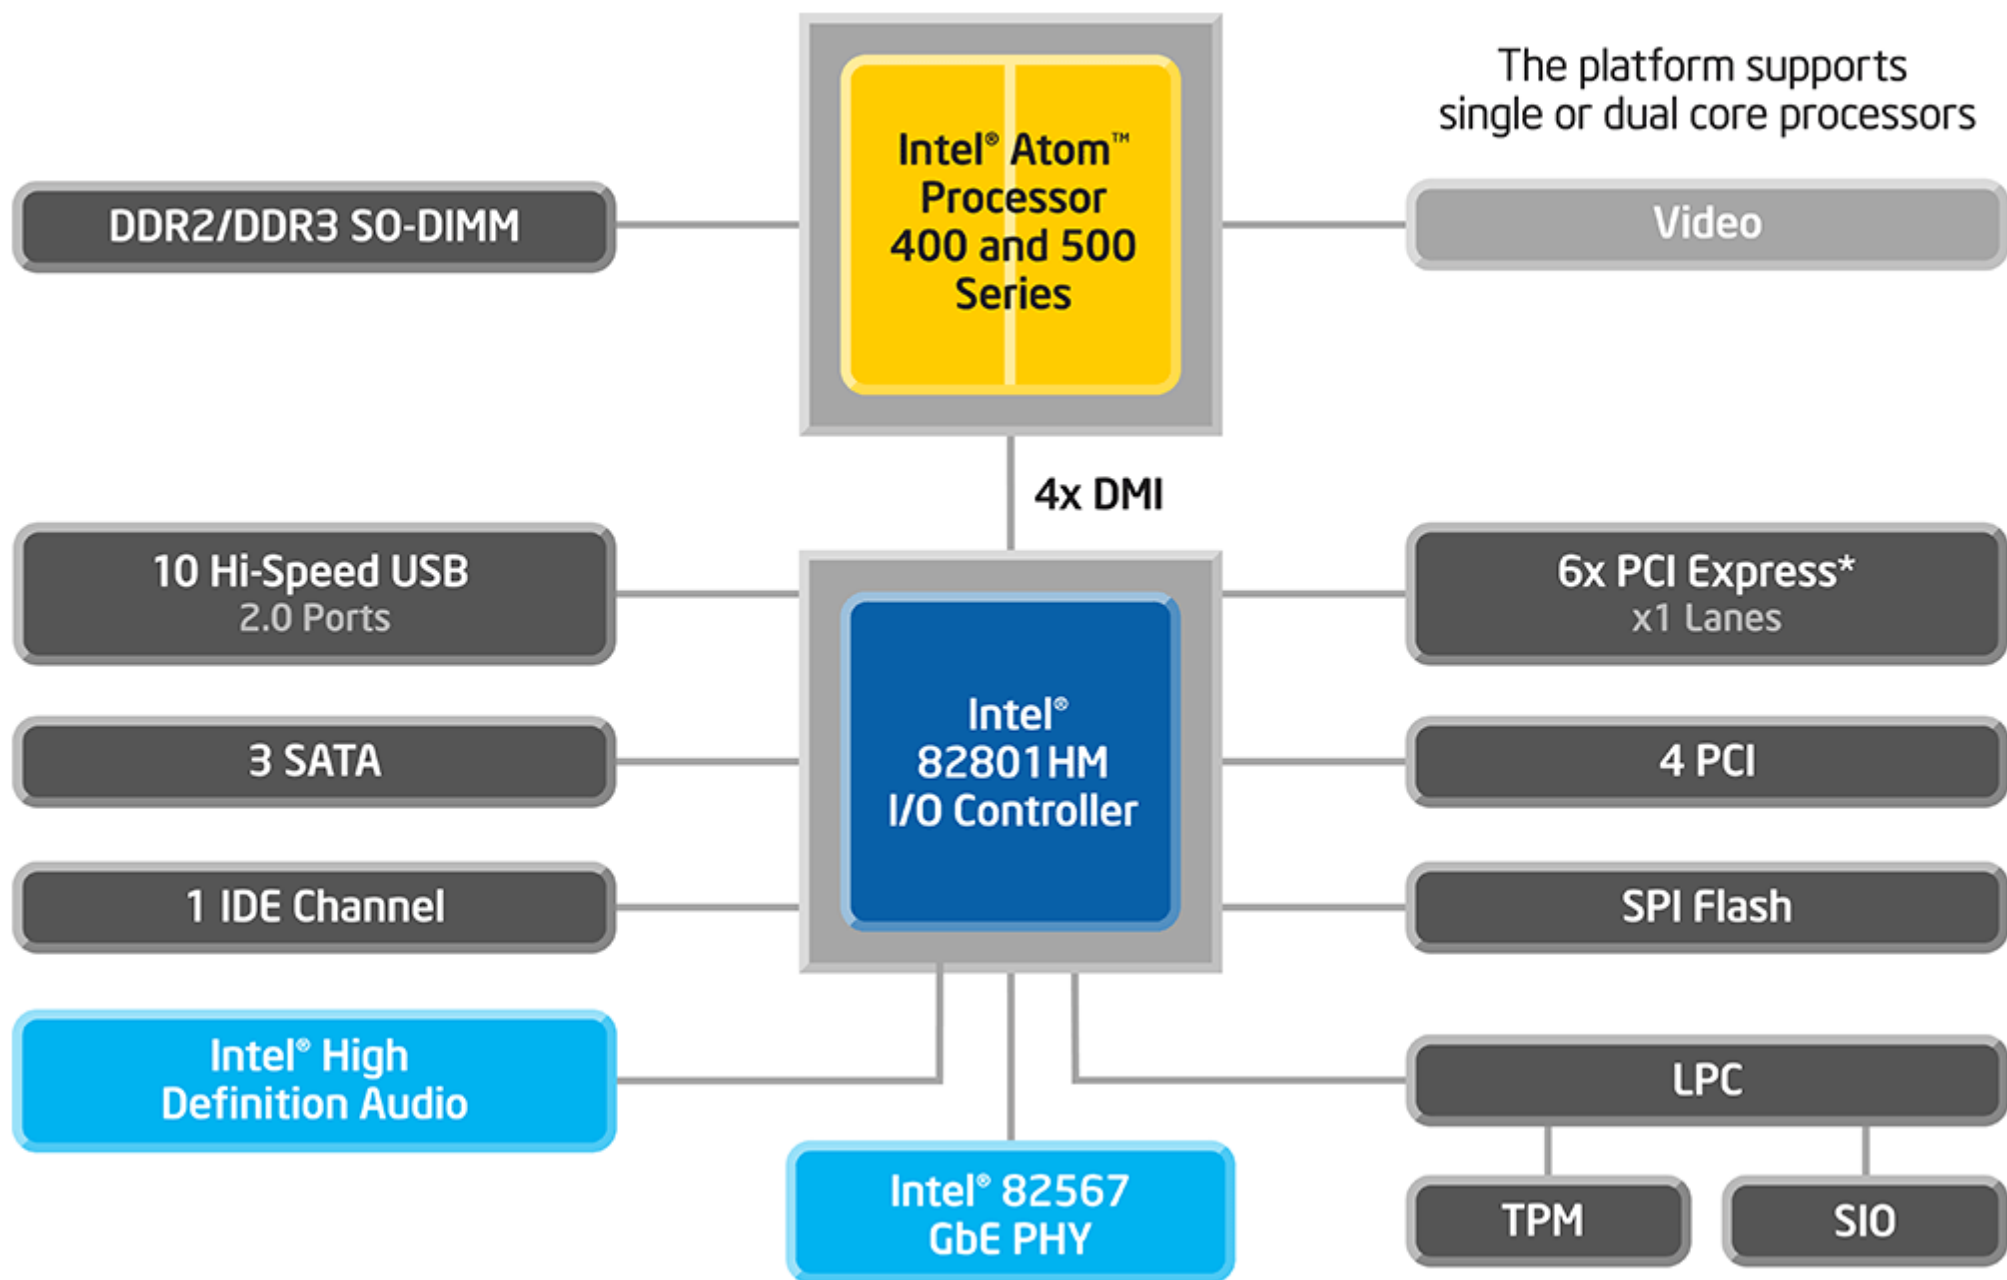 The platform supports
single or dual core processors
Intel® Atom™
Processor
400 and 500
Series
DDR2/DDR3 SO-DIMM
Video
4x DMI
10 Hi-Speed USB
2.0 Ports
6x PCI Express*
x1 Lanes
Intel®
82801HM
I/O Controller
3 SATA
4 PCI
1 IDE Channel
SPI Flash
Intel® High
Definition Audio
LPC
Intel® 82567
GbE PHY
TPM
SIO